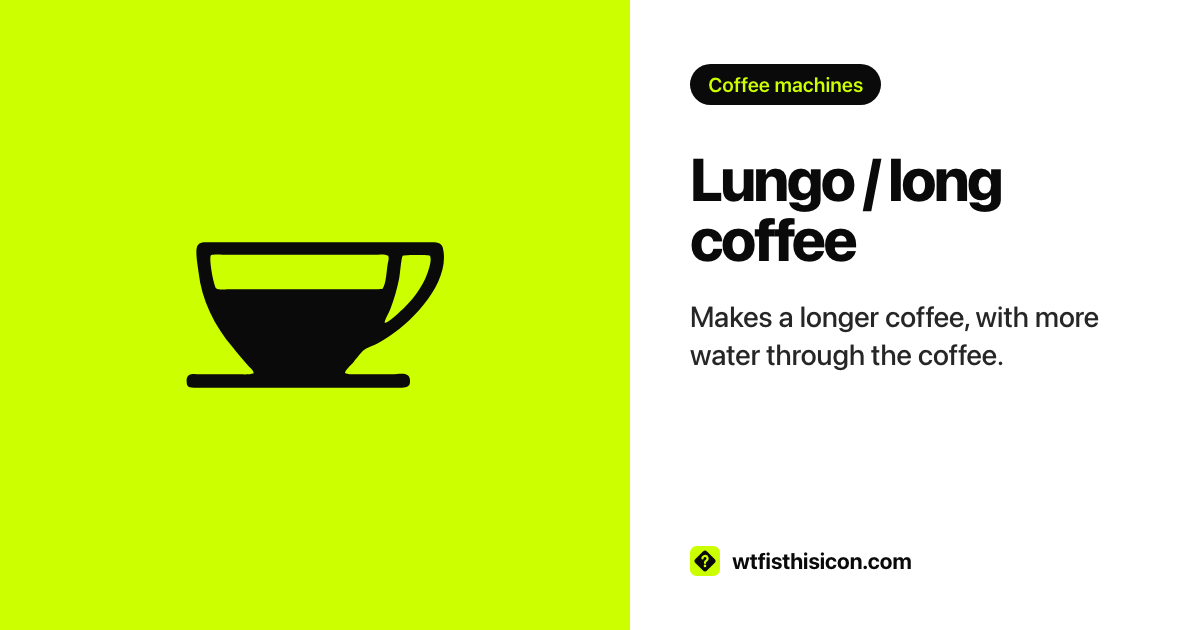 Coffee machines
Lungo / long
coffee
Makes a longer coffee, with more
water through the coffee.
?
wtfisthisicon.com